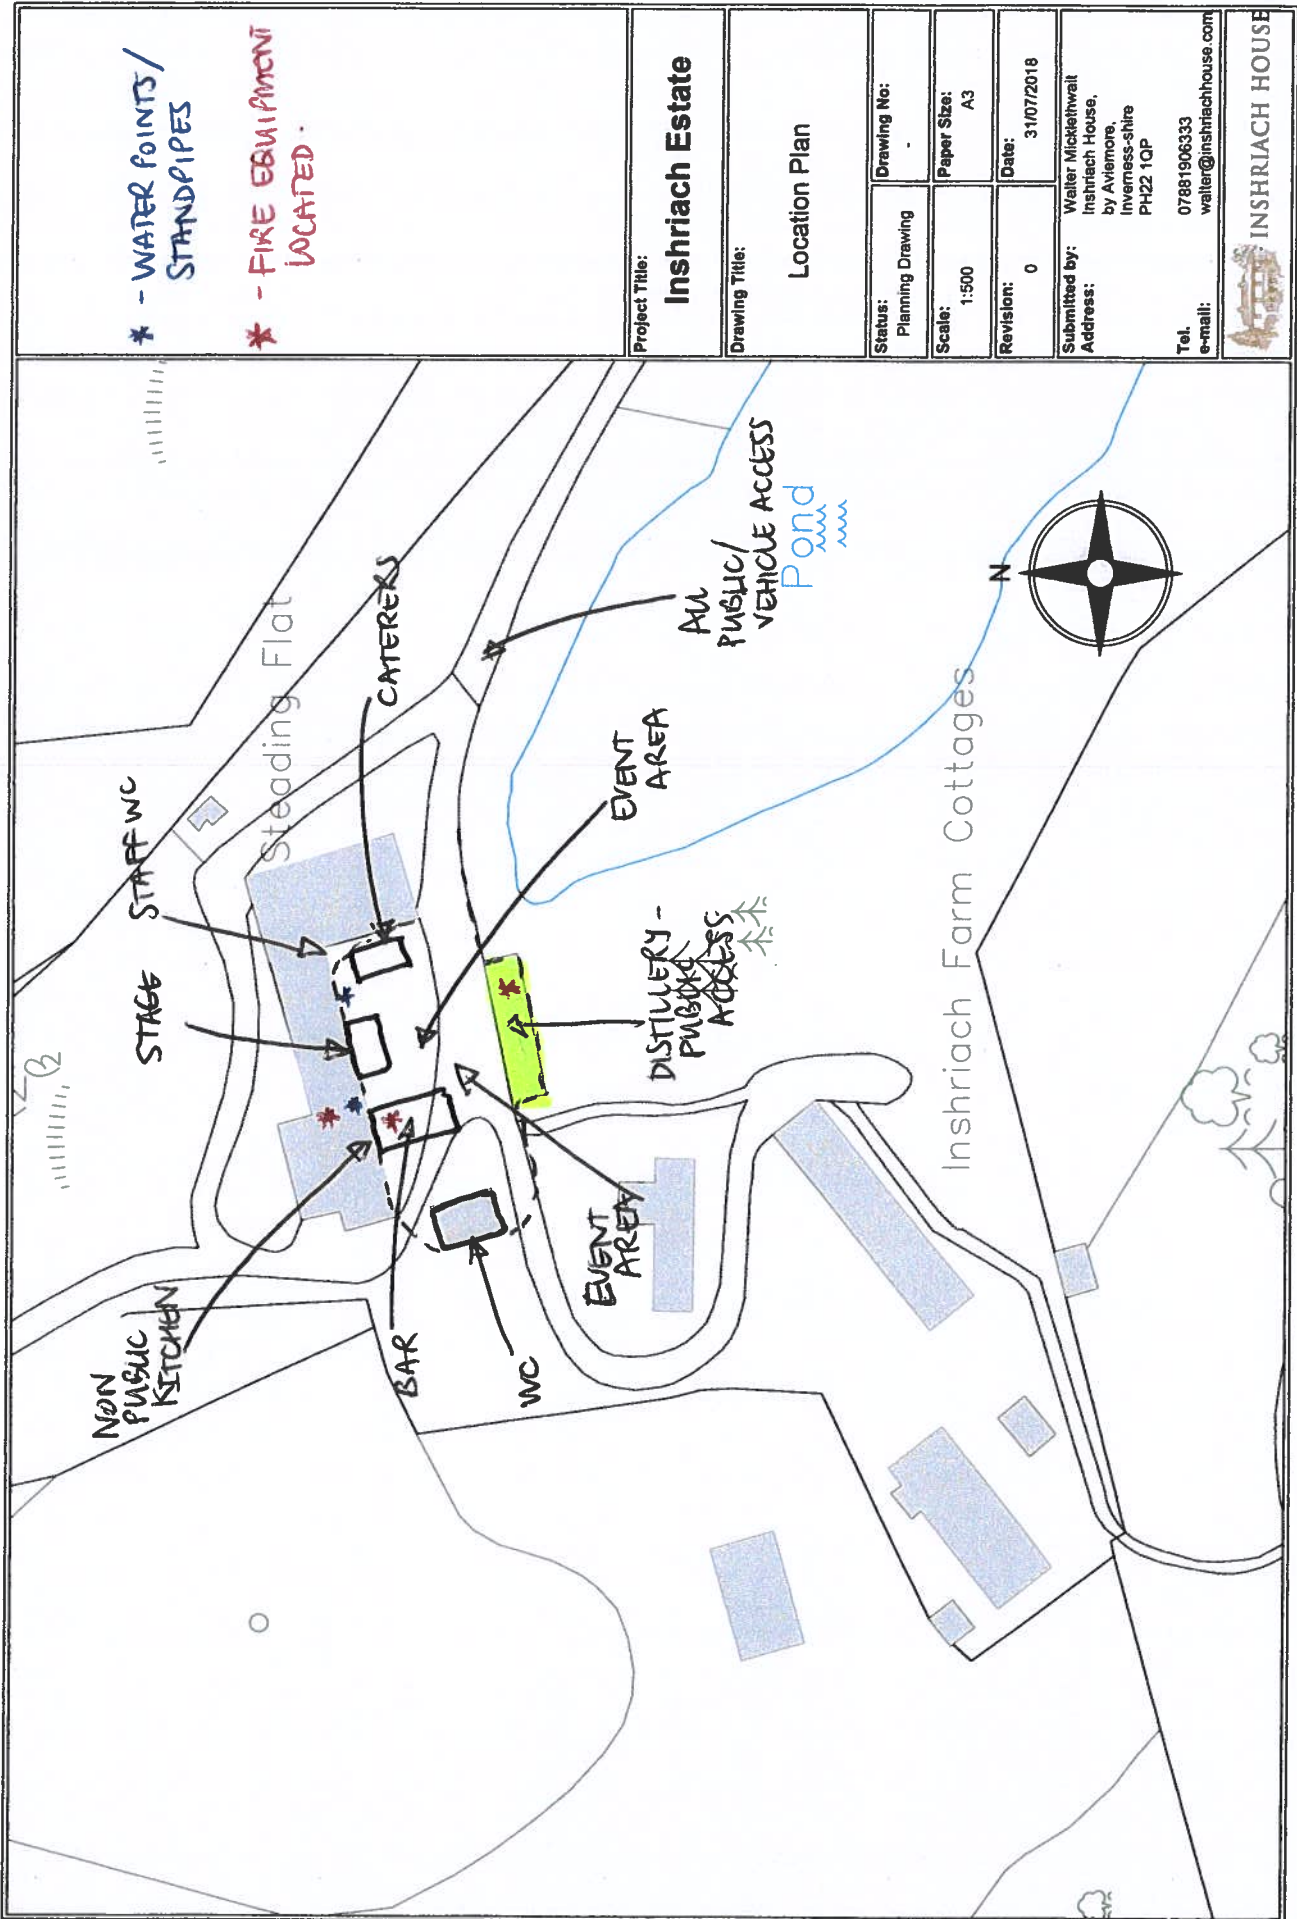 * - WATER POINTS/
STANDPIPES
* - FIRE EQUIPMENT
LOCATED.
Project Title:
Inshriach Estate
Drawing Title:
Location Plan
Status:
Planning Drawing
Drawing No:
-
Scale:
1:500
Paper Size:
A3
Revision:
0
Date:
31/07/2018
Submitted by:
Address:
Walter Micklethwait
Inshriach House,
by Aviemore,
Inverness-shire
PH22 1QP
Tel.
07881906333
e-mail:
walter@inshriachhouse.com
INSHRIACH HOUSE
NON
PUBLIC
KITCHEN
STAGE
STAFF WC
Steading Flat
CATERERS
BAR
WC
EVENT
AREA
EVENT
AREA
DISTILLERY -
PUBLIC
ACCESS
ALL
PUBLIC/
VEHICLE ACCESS
Pond
N
Inshriach Farm Cottages